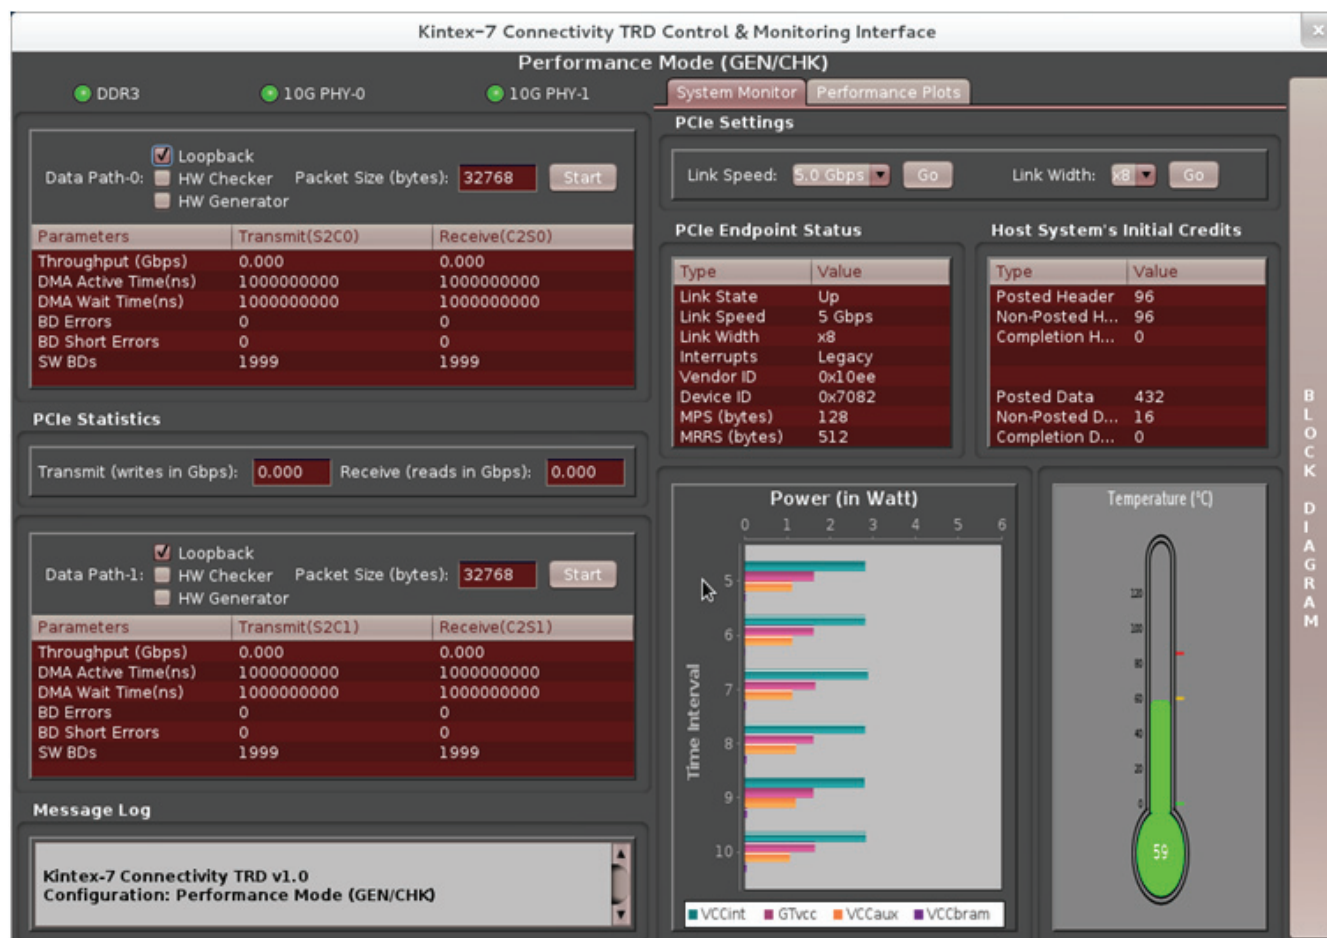 Kintex-7 Connectivity TRD Control & Monitoring Interface
Performance Mode (GEN/CHK)
DDR3 10G PHY-0 10G PHY-1
Loopback
Data Path-0: HW Checker Packet Size (bytes): 32768 Start
HW Generator
Parameters Transmit(S2C0) Receive(C2S0)
Throughput (Gbps) 0.000 0.000
DMA Active Time(ns) 1000000000 1000000000
DMA Wait Time(ns) 1000000000 1000000000
BD Errors 0 0
BD Short Errors 0 0
SW BDs 1999 1999
PCIe Statistics
Transmit (writes in Gbps): 0.000 Receive (reads in Gbps): 0.000
Loopback
Data Path-1: HW Checker Packet Size (bytes): 32768 Start
HW Generator
Parameters Transmit(S2C1) Receive(C2S1)
Throughput (Gbps) 0.000 0.000
DMA Active Time(ns) 1000000000 1000000000
DMA Wait Time(ns) 1000000000 1000000000
BD Errors 0 0
BD Short Errors 0 0
SW BDs 1999 1999
Message Log
Kintex-7 Connectivity TRD v1.0
Configuration: Performance Mode (GEN/CHK)
System Monitor Performance Plots
PCIe Settings
Link Speed: 5.0 Gbps Go Link Width: x8 Go
PCIe Endpoint Status
Type Value
Link State Up
Link Speed 5 Gbps
Link Width x8
Interrupts Legacy
Vendor ID 0x10ee
Device ID 0x7082
MPS (bytes) 128
MRRS (bytes) 512
Host System's Initial Credits
Type Value
Posted Header 96
Non-Posted H... 96
Completion H... 0
Posted Data 432
Non-Posted D... 16
Completion D... 0
Power (in Watt)
0 1 2 3 4 5 6
Time Interval
5
6
7
8
9
10
VCCint GTvcc VCCaux VCCbram
Temperature (°C)
120
100
80
60
40
20
0
59
BLOCK DIAGRAM